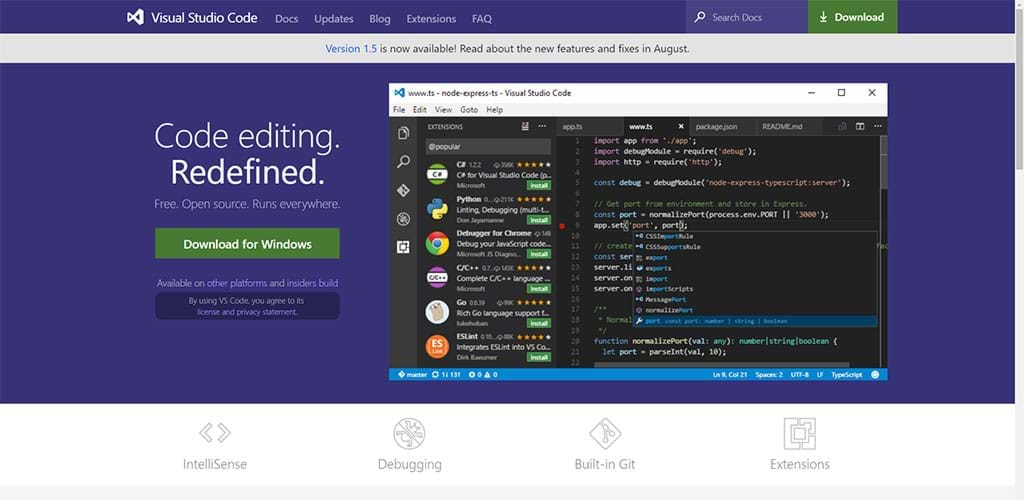 Visual Studio Code Docs Updates Blog Extensions FAQ Search Docs Download
Version 1.5 is now available! Read about the new features and fixes in August.
Code editing.
Redefined.
Free. Open source. Runs everywhere.
Download for Windows
Available on other platforms and insiders build
By using VS Code, you agree to its
license and privacy statement.
www.ts - node-express-ts - Visual Studio Code
File Edit View Goto Help
EXTENSIONS
@popular
C# 1.2.2 356K
C# for Visual Studio Code (p...
Microsoft Install
Python 0.... 211K
Linting, Debugging (multi-t...
Don Jayamanne Install
Debugger for Chrome 148
Debug your JavaScript code...
Microsoft JS Diagno... Install
C/C++ 0.7... 143K
Complete C/C++ language ...
Microsoft Install
Go 0.6.39 99K
Rich Go language support f...
lukehoban Install
ESLint 0.10... 88K
Integrates ESLint into VS Co...
Dirk Baeumer Install
app.ts www.ts package.json README.md
1 import app from './app';
2 import debugModule = require('debug');
3 import http = require('http');
4
5 const debug = debugModule('node-express-typescript:server');
6
7 // Get port from environment and store in Express.
8 const port = normalizePort(process.env.PORT || '3000');
9 app.set('port', port);
10 CSSImportRule
11 // create CSSSupportsRule
12 const ser export
13 server.li exports
14 server.on import
15 server.on importScripts
16 MessagePort
17 /** normalizePort
18 * Normal port const port: number | string | boolean
19 */
20 function normalizePort(val: any): number|string|boolean {
21 let port = parseInt(val, 10);
22
master 1↓ 131 0 0 Ln 9, Col 21 Spaces: 2 UTF-8 LF TypeScript
IntelliSense Debugging Built-in Git Extensions